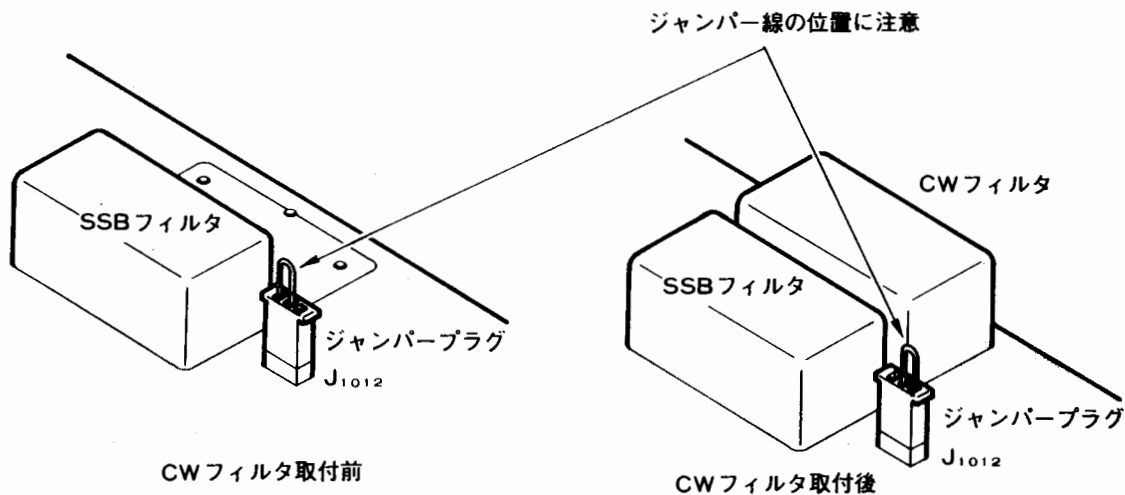 ジャンパー線の位置に注意
SSBフィルタ
ジャンパープラグ
J1012
CWフィルタ取付前
CWフィルタ
SSBフィルタ
ジャンパープラグ
J1012
CWフィルタ取付後